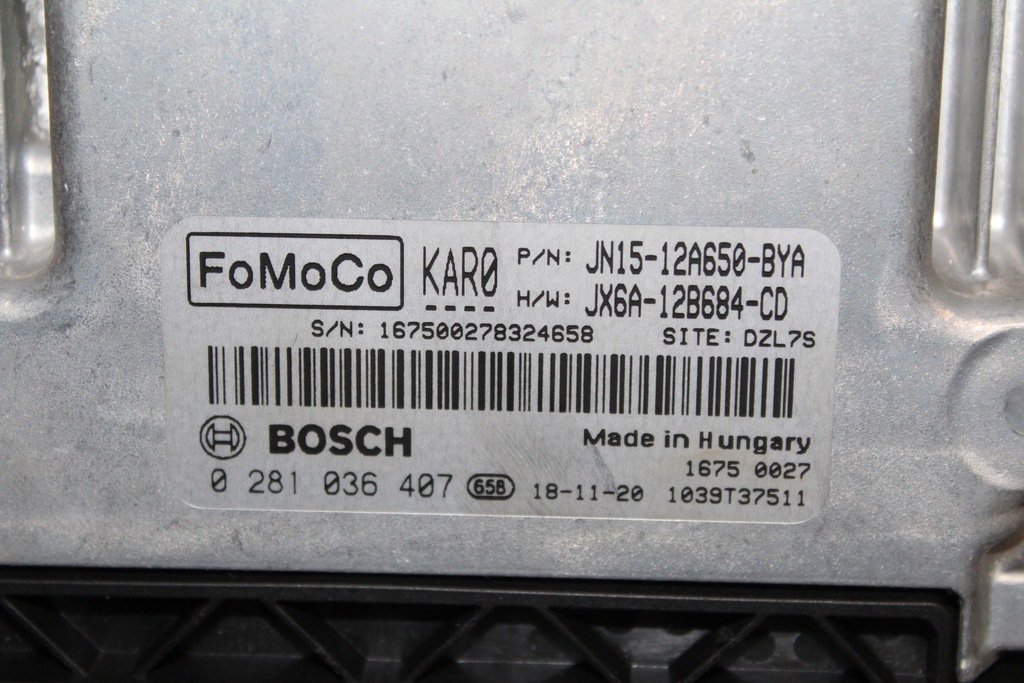 FoMoCo KAR0 P/N: JN15-12A650-BYA
H/W: JX6A-12B684-CD
S/N: 167500278324658 SITE: DZL7S
BOSCH Made in Hungary
1675 0027
0 281 036 407 65B 18-11-20 1039T37511